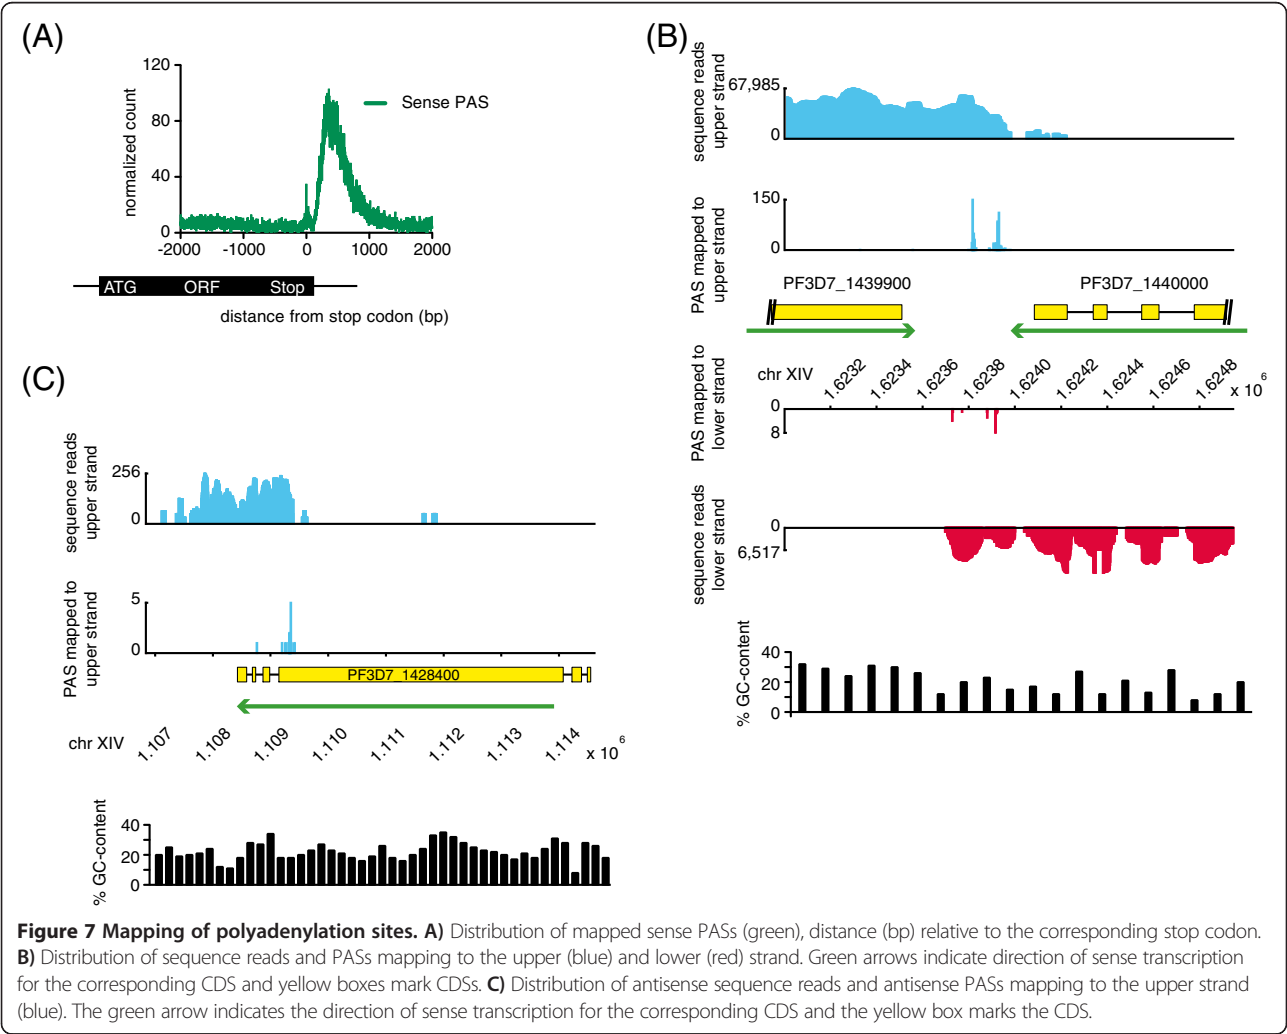 (A)
120
80
40
0
normalized count
Sense PAS
-2000 -1000 0 1000 2000
ATG ORF Stop
distance from stop codon (bp)
(B)
sequence reads
upper strand
67,985
0
PAS mapped to
upper strand
150
0
PF3D7_1439900 PF3D7_1440000
chr XIV 1.6232 1.6234 1.6236 1.6238 1.6240 1.6242 1.6244 1.6246 1.6248 x 10 6
PAS mapped to
lower strand
0
8
sequence reads
lower strand
0
6,517
% GC-content
40
20
0
(C)
sequence reads
upper strand
256
0
PAS mapped to
upper strand
5
0
PF3D7_1428400
chr XIV 1.107 1.108 1.109 1.110 1.111 1.112 1.113 1.114 x 10 6
% GC-content
40
20
0
Figure 7 Mapping of polyadenylation sites. A) Distribution of mapped sense PASs (green), distance (bp) relative to the corresponding stop codon.
B) Distribution of sequence reads and PASs mapping to the upper (blue) and lower (red) strand. Green arrows indicate direction of sense transcription
for the corresponding CDS and yellow boxes mark CDSs. C) Distribution of antisense sequence reads and antisense PASs mapping to the upper strand
(blue). The green arrow indicates the direction of sense transcription for the corresponding CDS and the yellow box marks the CDS.